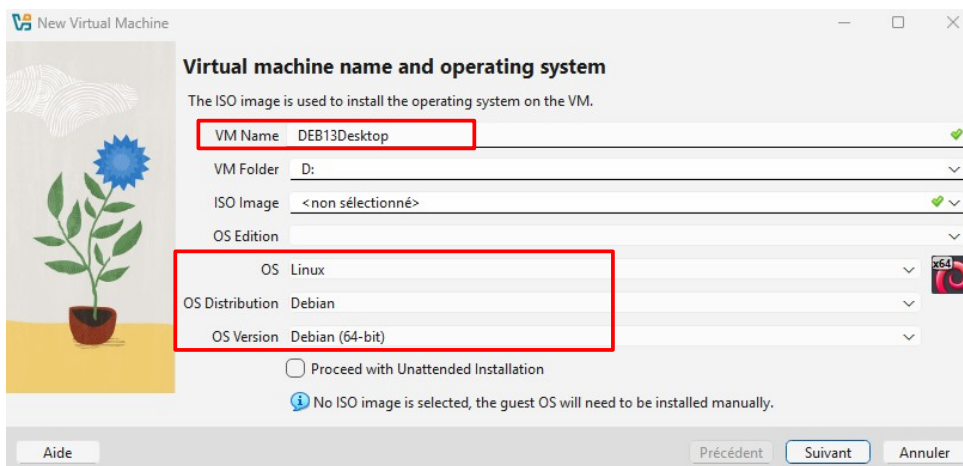 New Virtual Machine
Virtual machine name and operating system
The ISO image is used to install the operating system on the VM.
VM Name DEB13Desktop
VM Folder D:
ISO Image <non sélectionné>
OS Edition
OS Linux
x64
OS Distribution Debian
OS Version Debian (64-bit)
Proceed with Unattended Installation
No ISO image is selected, the guest OS will need to be installed manually.
Aide Précédent Suivant Annuler